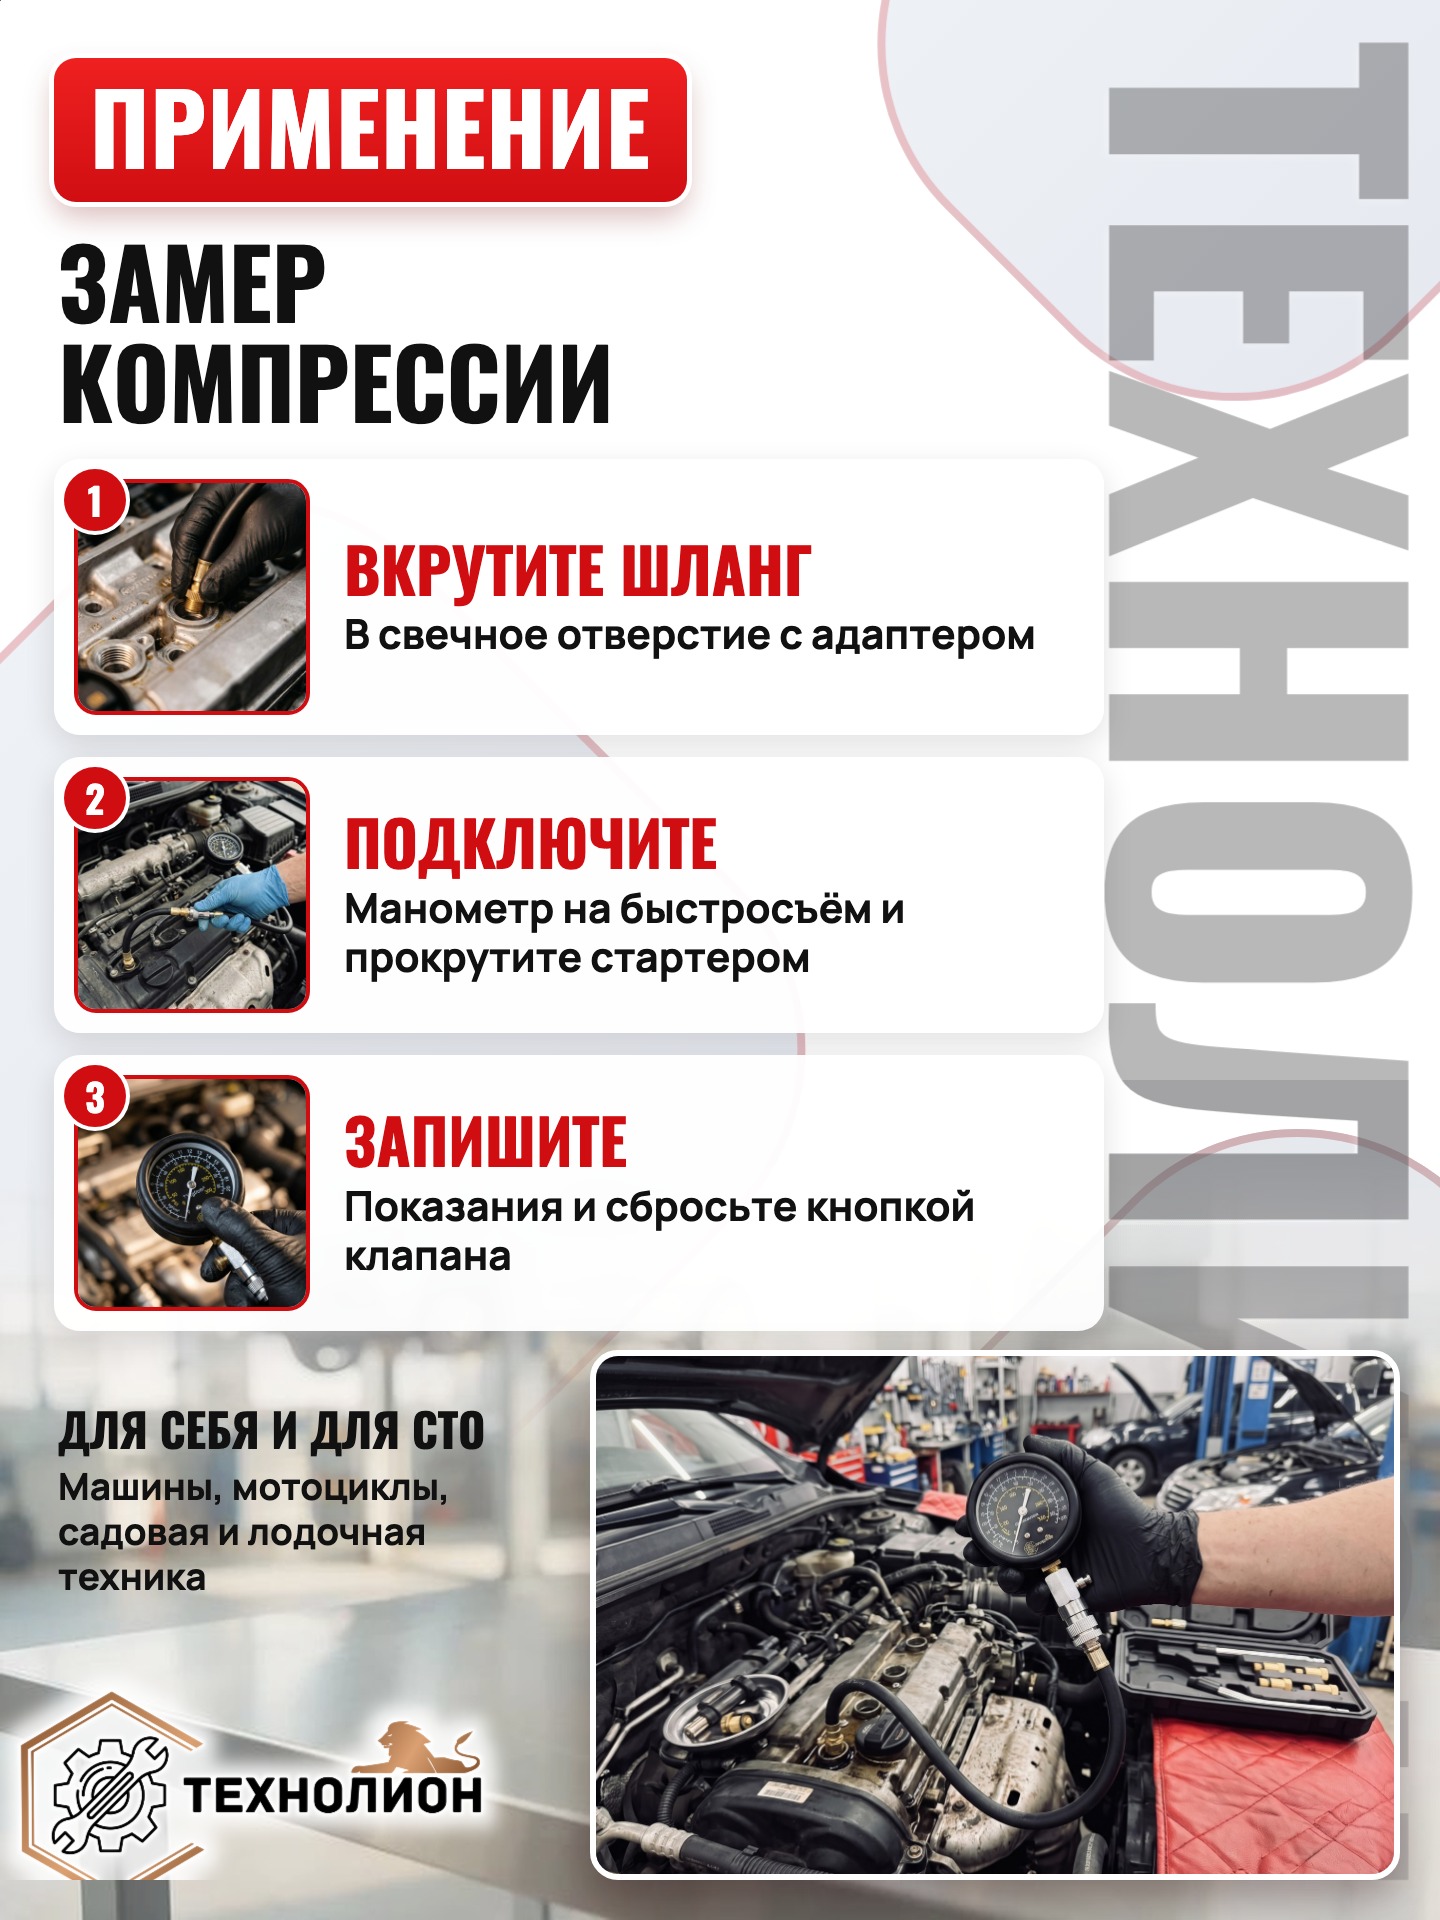 ПРИМЕНЕНИЕ
ЗАМЕР
КОМПРЕССИИ
1
ВКРУТИТЕ ШЛАНГ
В свечное отверстие с адаптером
2
ПОДКЛЮЧИТЕ
Манометр на быстросъём и
прокрутите стартером
3
ЗАПИШИТЕ
Показания и сбросьте кнопкой
клапана
ДЛЯ СЕБЯ И ДЛЯ СТО
Машины, мотоциклы,
садовая и лодочная
техника
ТЕХНОЛИОН
ТЕХНОЛИ